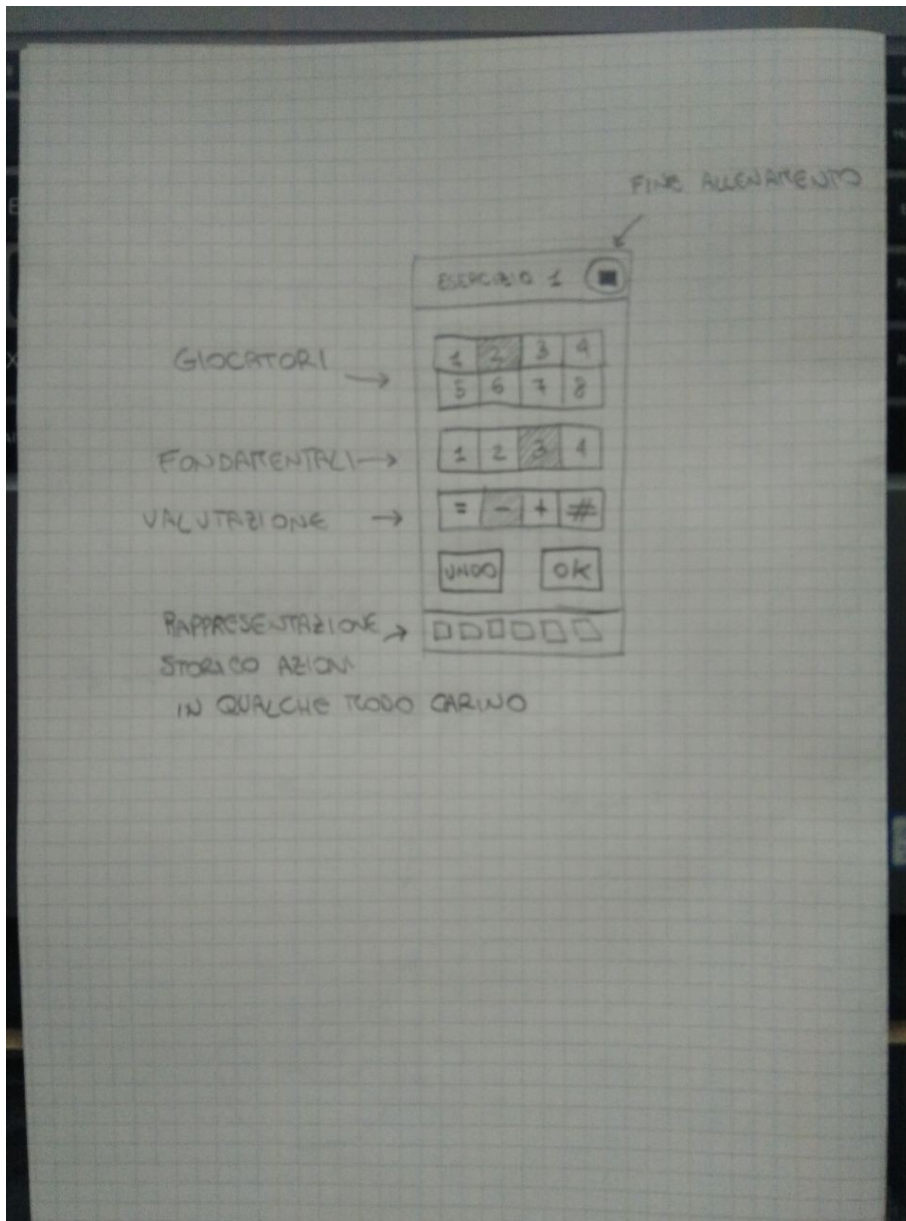 FINE ALLENAMENTO
ESERCIZIO 1
GIOCATORI
1 2 3 4
5 6 7 8
FONDAMENTALI
1 2 3 4
VALUTAZIONE
= - + #
UNDO OK
RAPPRESENTAZIONE
STORICO AZIONI
IN QUALCHE MODO CARINO